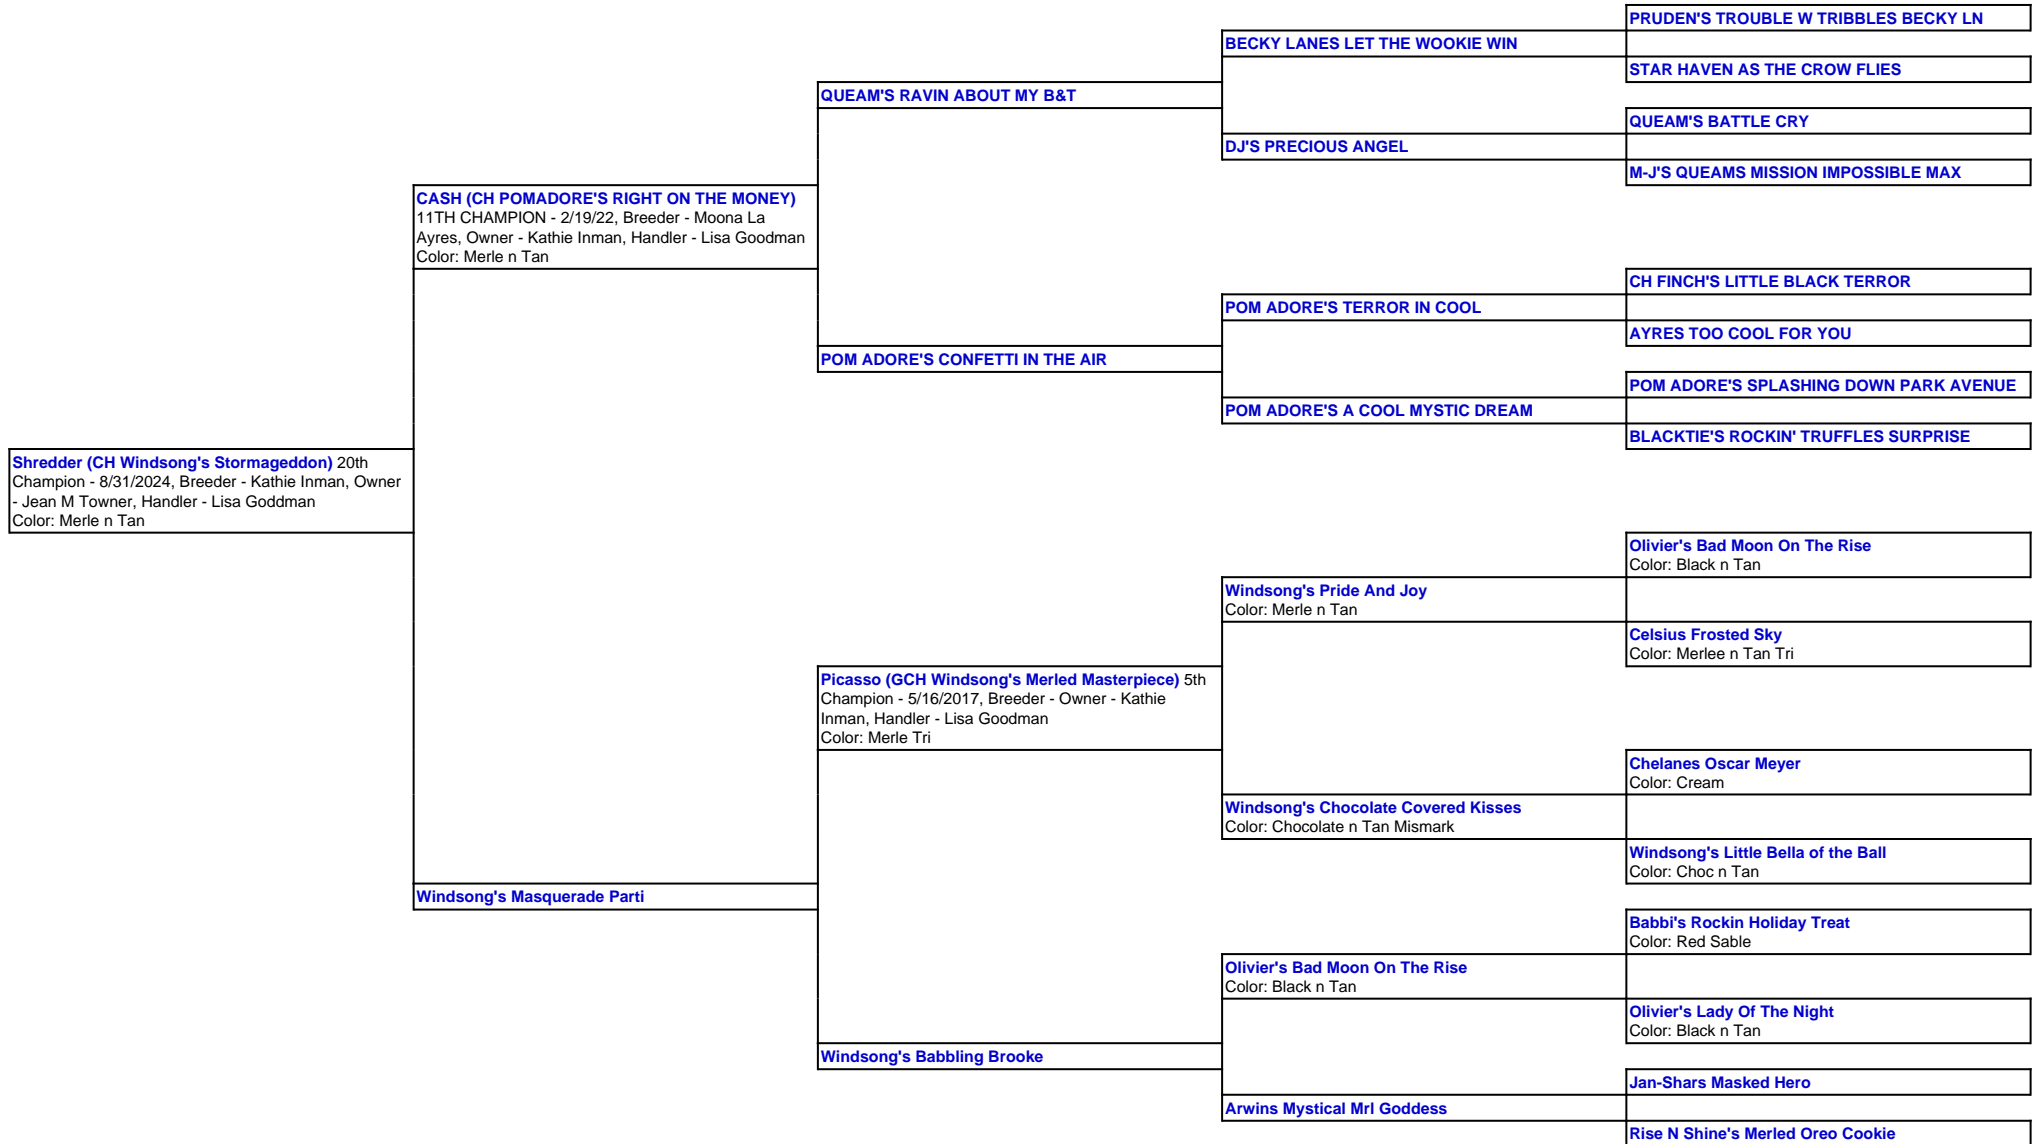 PRUDEN'S TROUBLE W TRIBBLES BECKY LN
BECKY LANES LET THE WOOKIE WIN
STAR HAVEN AS THE CROW FLIES
QUEAM'S RAVIN ABOUT MY B&T
QUEAM'S BATTLE CRY
DJ'S PRECIOUS ANGEL
M-J'S QUEAMS MISSION IMPOSSIBLE MAX
CASH (CH POMADORE'S RIGHT ON THE MONEY)
11TH CHAMPION - 2/19/22, Breeder - Moona La
Ayres, Owner - Kathie Inman, Handler - Lisa Goodman
Color: Merle n Tan
CH FINCH'S LITTLE BLACK TERROR
POM ADORE'S TERROR IN COOL
AYRES TOO COOL FOR YOU
POM ADORE'S CONFETTI IN THE AIR
POM ADORE'S SPLASHING DOWN PARK AVENUE
POM ADORE'S A COOL MYSTIC DREAM
BLACKTIE'S ROCKIN' TRUFFLES SURPRISE
Shredder (CH Windsong's Stormageddon) 20th
Champion - 8/31/2024, Breeder - Kathie Inman, Owner
- Jean M Towner, Handler - Lisa Goddman
Color: Merle n Tan
Olivier's Bad Moon On The Rise
Color: Black n Tan
Windsong's Pride And Joy
Color: Merle n Tan
Celsius Frosted Sky
Color: Merlee n Tan Tri
Picasso (GCH Windsong's Merled Masterpiece) 5th
Champion - 5/16/2017, Breeder - Owner - Kathie
Inman, Handler - Lisa Goodman
Color: Merle Tri
Chelanes Oscar Meyer
Color: Cream
Windsong's Chocolate Covered Kisses
Color: Chocolate n Tan Mismark
Windsong's Little Bella of the Ball
Color: Choc n Tan
Windsong's Masquerade Parti
Babbi's Rockin Holiday Treat
Color: Red Sable
Olivier's Bad Moon On The Rise
Color: Black n Tan
Olivier's Lady Of The Night
Color: Black n Tan
Windsong's Babbling Brooke
Jan-Shars Masked Hero
Arwins Mystical Mrl Goddess
Rise N Shine's Merled Oreo Cookie